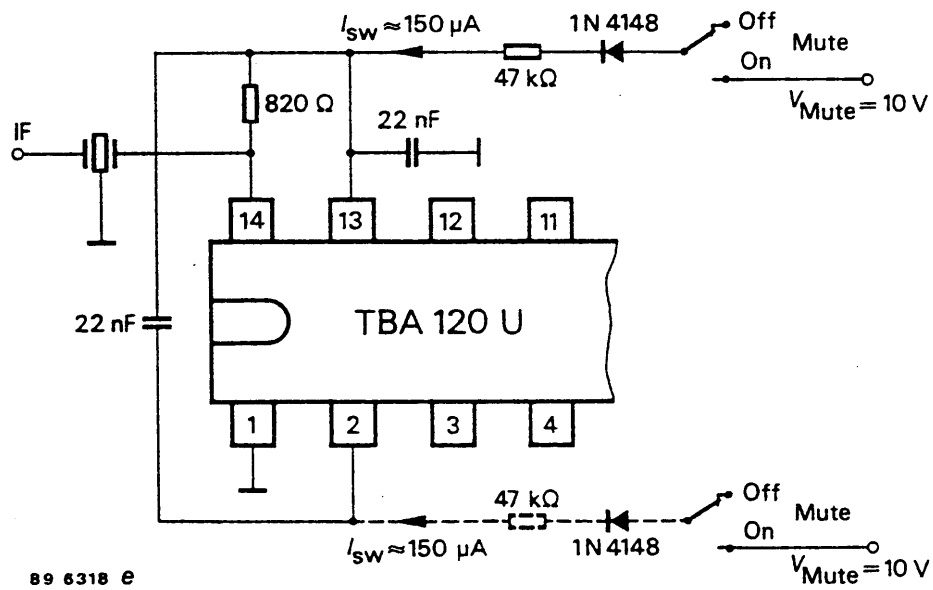 I_sw ≈ 150 µA
1N 4148
Off
Mute
On
47 kΩ
V_Mute = 10 V
820 Ω
22 nF
IF
14
13
12
11
22 nF
TBA 120 U
1
2
3
4
47 kΩ
Off
Mute
On
I_sw ≈ 150 µA
1N 4148
V_Mute = 10 V
89 6318 e